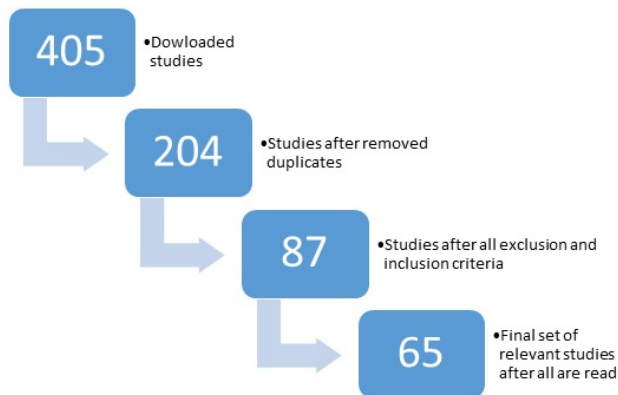 405
•Dowloaded
studies
204
•Studies after removed
duplicates
87
•Studies after all exclusion and
inclusion criteria
65
•Final set of
relevant studies
after all are read